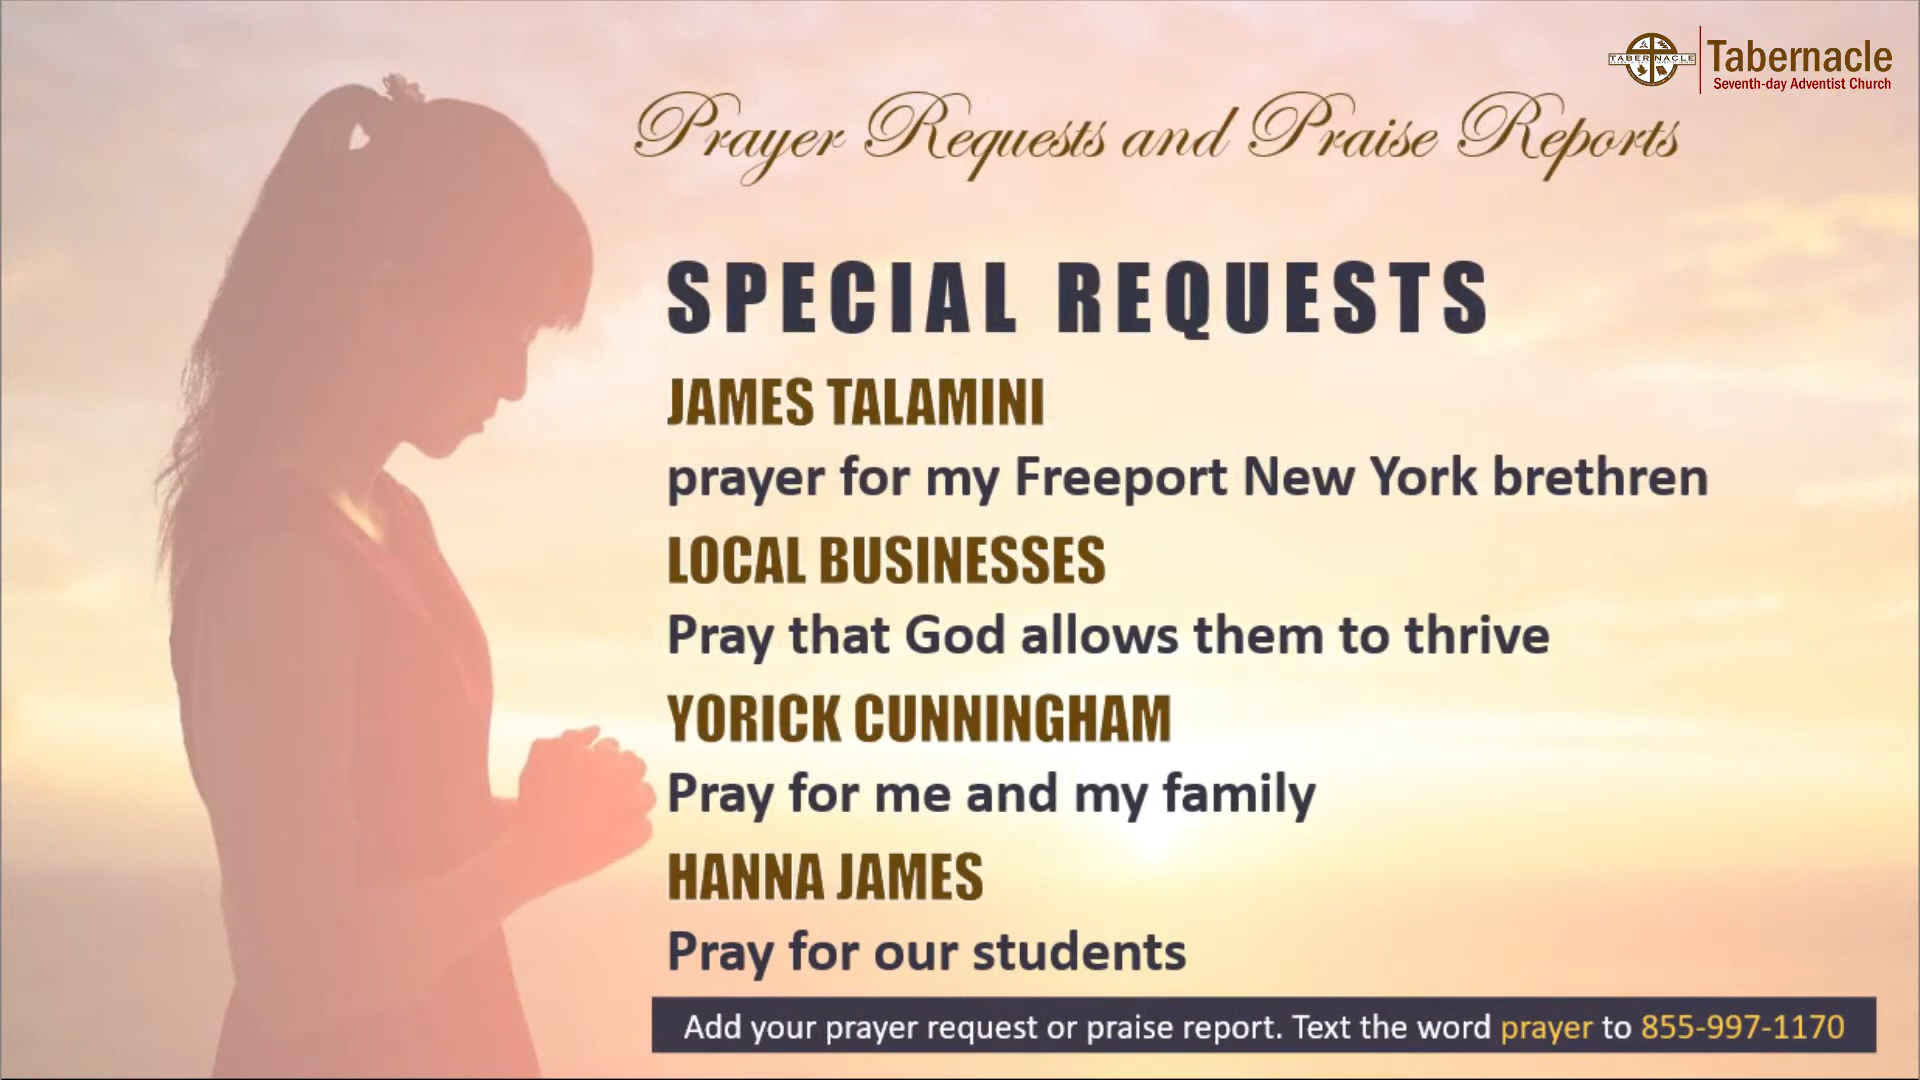 TABERNACLE
Tabernacle
Seventh-day Adventist Church
Prayer Requests and Praise Reports
SPECIAL REQUESTS
JAMES TALAMINI
prayer for my Freeport New York brethren
LOCAL BUSINESSES
Pray that God allows them to thrive
YORICK CUNNINGHAM
Pray for me and my family
HANNA JAMES
Pray for our students
Add your prayer request or praise report. Text the word prayer to 855-997-1170